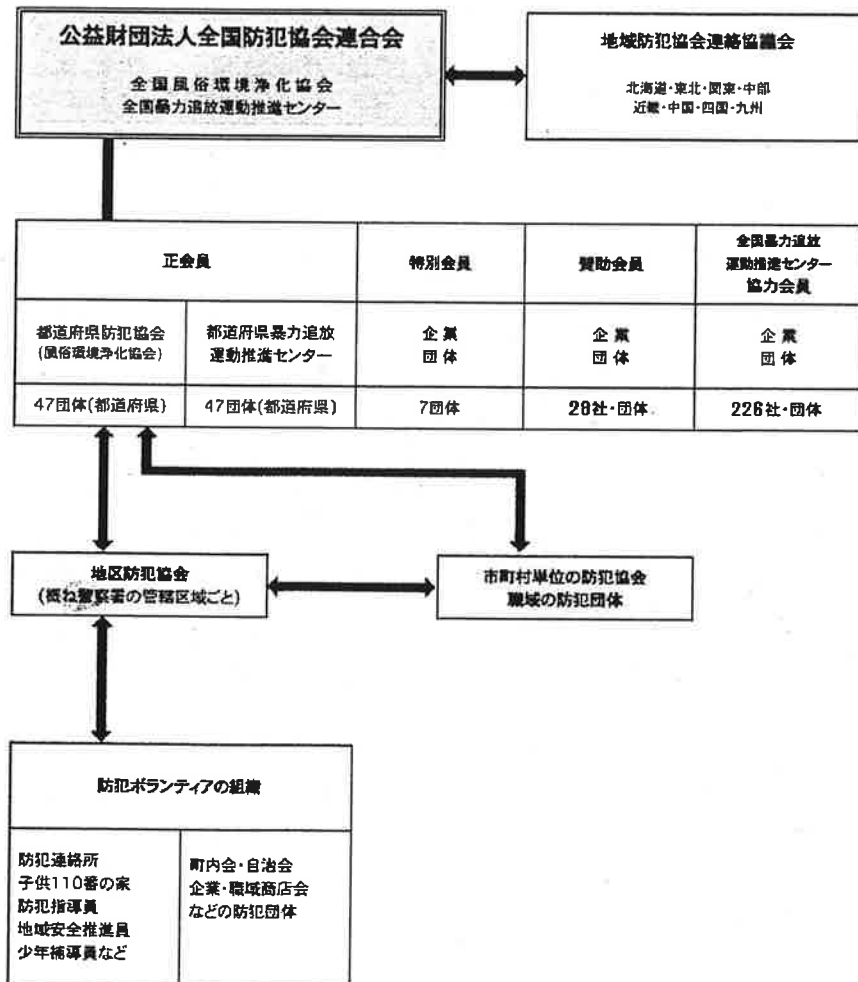 公益財団法人全国防犯協会連合会
全国風俗環境浄化協会
全国暴力追放運動推進センター
地域防犯協会連絡協議会
北海道・東北・関東・中部
近畿・中国・四国・九州
正会員
特別会員
賛助会員
全国暴力追放
運動推進センター
協力会員
都道府県防犯協会
(風俗環境浄化協会)
都道府県暴力追放
運動推進センター
企業
団体
企業
団体
企業
団体
47団体(都道府県)
47団体(都道府県)
7団体
28社・団体
226社・団体
地区防犯協会
(概ね警察署の管轄区域ごと)
市町村単位の防犯協会
職域の防犯団体
防犯ボランティアの組織
防犯連絡所
子供110番の家
防犯指導員
地域安全推進員
少年補導員など
町内会・自治会
企業・職域商店会
などの防犯団体